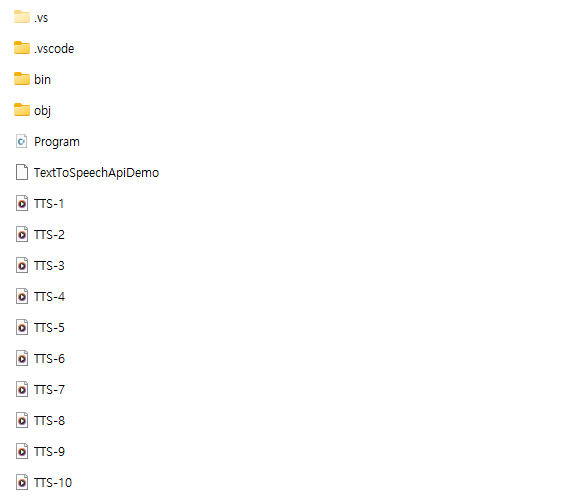 .vs
.vscode
bin
obj
Program
TextToSpeechApiDemo
TTS-1
TTS-2
TTS-3
TTS-4
TTS-5
TTS-6
TTS-7
TTS-8
TTS-9
TTS-10